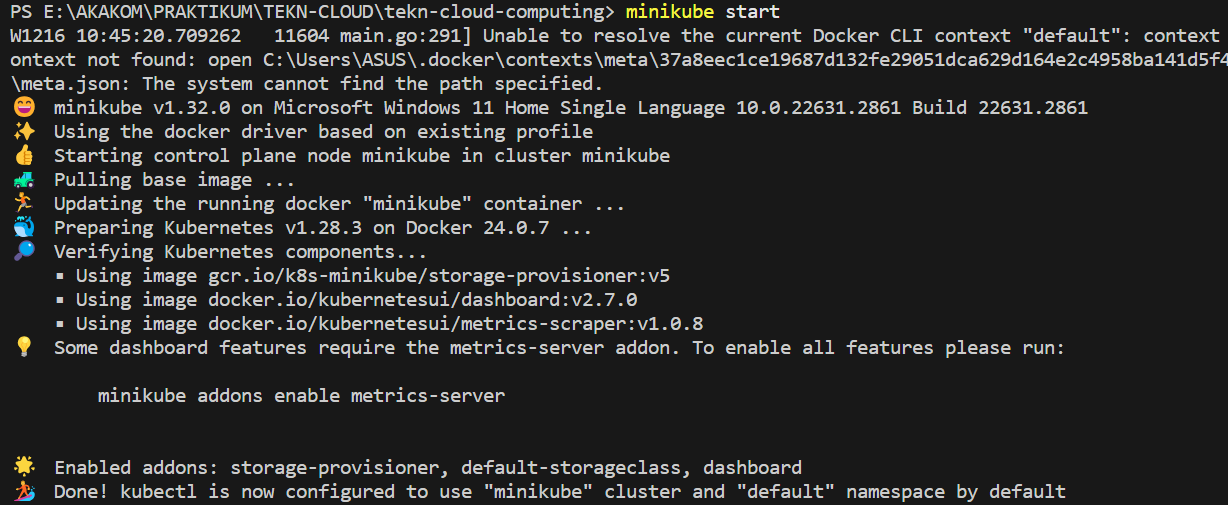 PS E:\AKAKOM\PRAKTIKUM\TEKN-CLOUD\tekn-cloud-computing> minikube start
W1216 10:45:20.709262   11604 main.go:291] Unable to resolve the current Docker CLI context "default": context
ontext not found: open C:\Users\ASUS\.docker\contexts\meta\37a8eec1ce19687d132fe29051dca629d164e2c4958ba141d5f4
\meta.json: The system cannot find the path specified.
😄  minikube v1.32.0 on Microsoft Windows 11 Home Single Language 10.0.22631.2861 Build 22631.2861
✨  Using the docker driver based on existing profile
👍  Starting control plane node minikube in cluster minikube
🚜  Pulling base image ...
🏃  Updating the running docker "minikube" container ...
🐳  Preparing Kubernetes v1.28.3 on Docker 24.0.7 ...
🔎  Verifying Kubernetes components...
    ▪ Using image gcr.io/k8s-minikube/storage-provisioner:v5
    ▪ Using image docker.io/kubernetesui/dashboard:v2.7.0
    ▪ Using image docker.io/kubernetesui/metrics-scraper:v1.0.8
💡  Some dashboard features require the metrics-server addon. To enable all features please run:
        minikube addons enable metrics-server
🌟  Enabled addons: storage-provisioner, default-storageclass, dashboard
🏄  Done! kubectl is now configured to use "minikube" cluster and "default" namespace by default